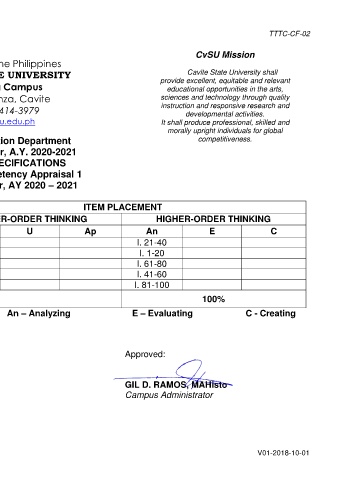 TTTC-CF-02
ne Philippines
E UNIVERSITY
Campus
nza, Cavite
414-3979
u.edu.ph
CvSU Mission
Cavite State University shall
provide excellent, equitable and relevant
educational opportunities in the arts,
sciences and technology through quality
instruction and responsive research and
development activities.
It shall produce professional, skilled and
morally upright individuals for global
competitiveness.
ion Department
r, A.Y. 2020-2021
ECIFICATIONS
etency Appraisal 1
r, AY 2020 – 2021
ITEM PLACEMENT
R-ORDER THINKING HIGHER-ORDER THINKING
U Ap An E C
I. 21-40
I. 1-20
I. 61-80
I. 41-60
I. 81-100
100%
An – Analyzing E – Evaluating C - Creating
Approved:
GIL D. RAMOS, MAHisto
Campus Administrator
V01-2018-10-01